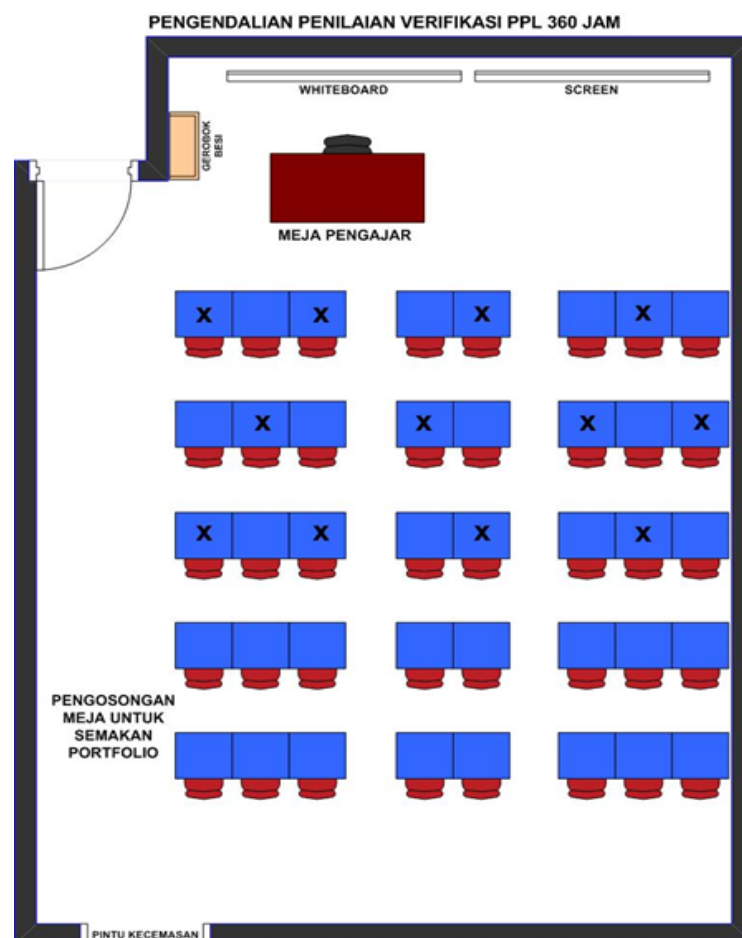 PENGENDALIAN PENILAIAN VERIFIKASI PPL 360 JAM
WHITEBOARD
SCREEN
GEROBOK
BESI
MEJA PENGAJAR
X X X X
X X X X
X X X X
PENGOSONGAN
MEJA UNTUK
SEMAKAN
PORTFOLIO
PINTU KECEMASAN